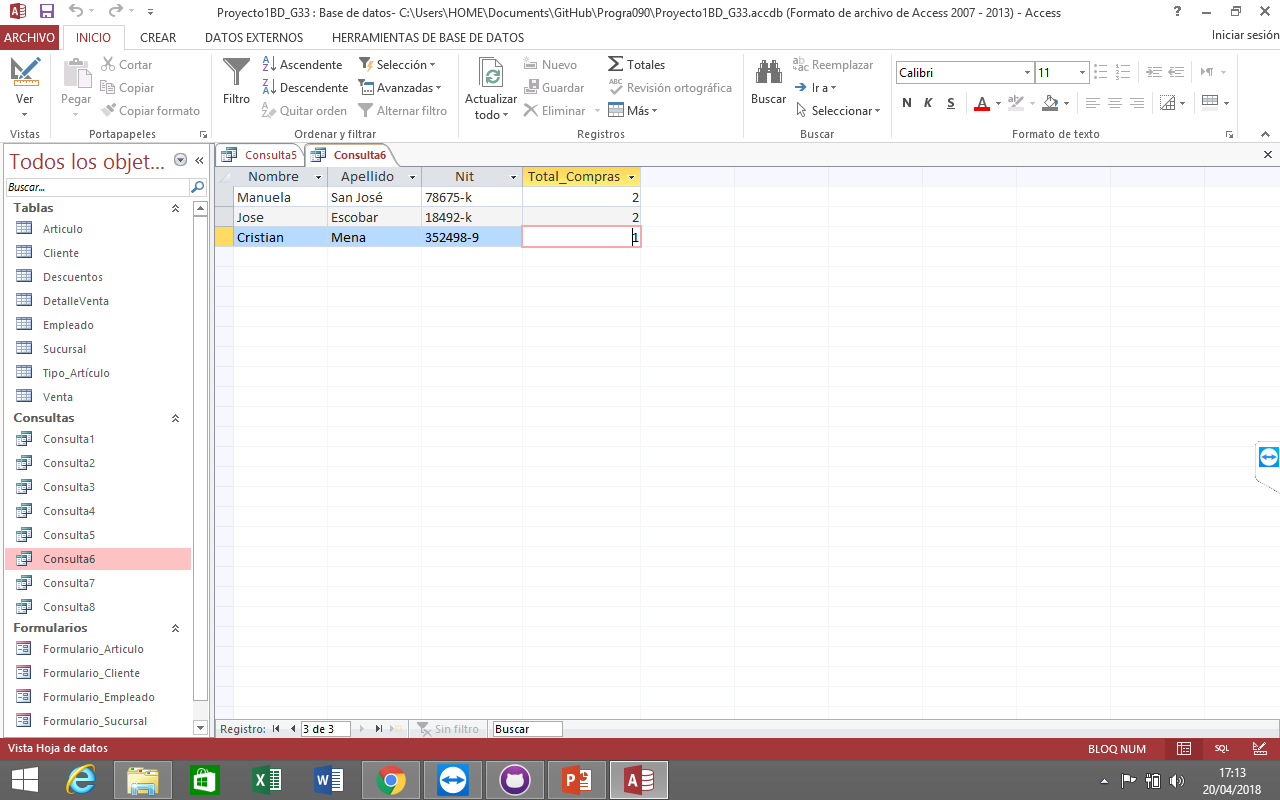 Proyecto1BD_G33 : Base de datos- C:\Users\HOME\Documents\GitHub\Progra090\Proyecto1BD_G33.accdb (Formato de archivo de Access 2007 - 2013) - Access
ARCHIVO INICIO CREAR DATOS EXTERNOS HERRAMIENTAS DE BASE DE DATOS Iniciar sesión
Ver
Vistas
Pegar
Cortar
Copiar
Copiar formato
Portapapeles
Filtro
Ascendente
Descendente
Quitar orden
Selección
Avanzadas
Alternar filtro
Ordenar y filtrar
Actualizar todo
Nuevo
Guardar
Eliminar
Totales
Revisión ortográfica
Más
Registros
Buscar
Reemplazar
Ir a
Seleccionar
Buscar
Calibri 11
N K S A ab
Formato de texto
Todos los objet...
Buscar...
Tablas
Articulo
Cliente
Descuentos
DetalleVenta
Empleado
Sucursal
Tipo_Artículo
Venta
Consultas
Consulta1
Consulta2
Consulta3
Consulta4
Consulta5
Consulta6
Consulta7
Consulta8
Formularios
Formulario_Articulo
Formulario_Cliente
Formulario_Empleado
Formulario_Sucursal
Consulta5 Consulta6
Nombre Apellido Nit Total_Compras
Manuela San José 78675-k 2
Jose Escobar 18492-k 2
Cristian Mena 352498-9 1
Registro: 3 de 3 Sin filtro Buscar
Vista Hoja de datos BLOQ NUM SQL
17:13
20/04/2018